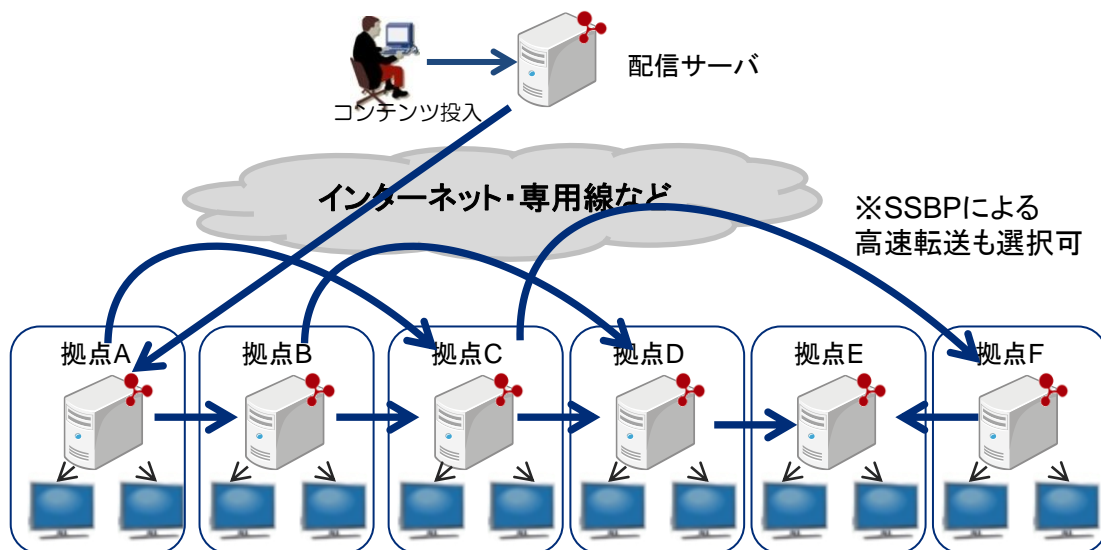 配信サーバ
コンテンツ投入
インターネット・専用線など
※SSBPによる
高速転送も選択可
拠点A
拠点B
拠点C
拠点D
拠点E
拠点F